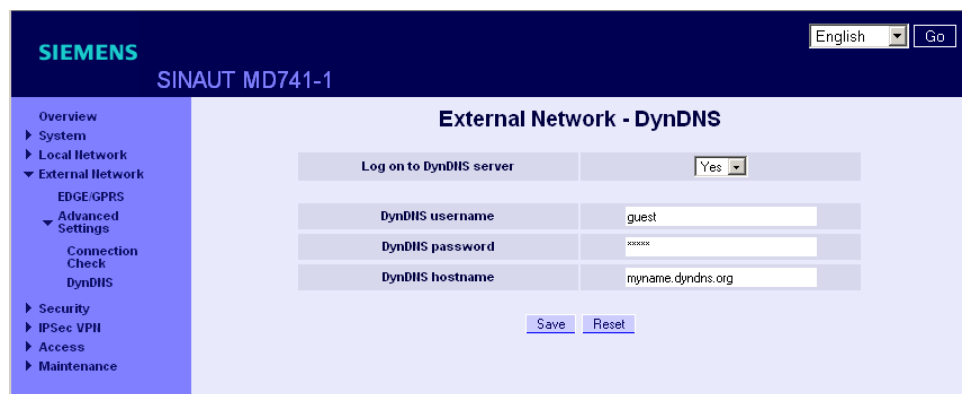 English
Go
SIEMENS
SINAUT MD741-1
Overview
System
Local Network
External Network
EDGE/GPRS
Advanced
Settings
Connection
Check
DynDNS
Security
IPSec VPN
Access
Maintenance
External Network - DynDNS
Log on to DynDNS server
Yes
DynDNS username
guest
DynDNS password
×××××
DynDNS hostname
myname.dyndns.org
Save
Reset